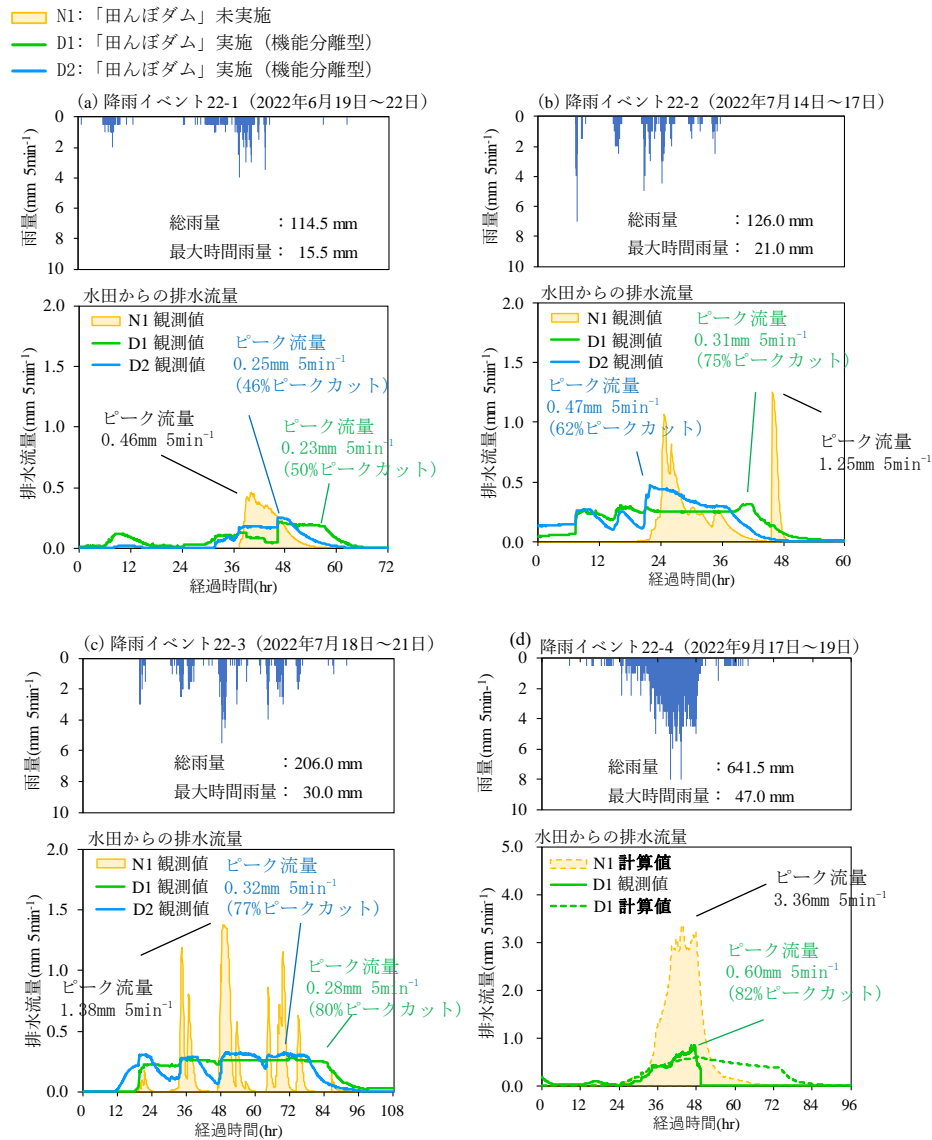 N1:「田んぼダム」未実施
D1:「田んぼダム」実施（機能分離型）
D2:「田んぼダム」実施（機能分離型）
(a) 降雨イベント22-1（2022年6月19日～22日）
0
2
4
6
8
10
雨量(mm 5min-1)
総雨量 ：114.5 mm
最大時間雨量： 15.5 mm
水田からの排水流量
2.0
1.5
1.0
0.5
0.0
排水流量(mm 5min-1)
N1 観測値
D1 観測値
D2 観測値
ピーク流量
0.25mm 5min-1
(46%ピークカット)
ピーク流量
0.46mm 5min-1
ピーク流量
0.23mm 5min-1
(50%ピークカット)
0 12 24 36 48 60 72
経過時間(hr)
(b) 降雨イベント22-2（2022年7月14日～17日）
0
2
4
6
8
10
雨量(mm 5min-1)
総雨量 ：126.0 mm
最大時間雨量： 21.0 mm
水田からの排水流量
2.0
1.5
1.0
0.5
0.0
排水流量(mm 5min-1)
N1 観測値
D1 観測値
D2 観測値
ピーク流量
0.31mm 5min-1
(75%ピークカット)
ピーク流量
0.47mm 5min-1
(62%ピークカット)
ピーク流量
1.25mm 5min-1
0 12 24 36 48 60
経過時間(hr)
(c) 降雨イベント22-3（2022年7月18日～21日）
0
2
4
6
8
10
雨量(mm 5min-1)
総雨量 ：206.0 mm
最大時間雨量： 30.0 mm
水田からの排水流量
2.0
1.5
1.0
0.5
0.0
排水流量(mm 5min-1)
N1 観測値
D1 観測値
D2 観測値
ピーク流量
0.32mm 5min-1
(77%ピークカット)
ピーク流量
1.38mm 5min-1
ピーク流量
0.28mm 5min-1
(80%ピークカット)
0 12 24 36 48 60 72 84 96 108
経過時間(hr)
(d) 降雨イベント22-4（2022年9月17日～19日）
0
2
4
6
8
10
雨量(mm 5min-1)
総雨量 ：641.5 mm
最大時間雨量： 47.0 mm
水田からの排水流量
5.0
4.0
3.0
2.0
1.0
0.0
排水流量(mm 5min-1)
N1 計算値
D1 観測値
D1 計算値
ピーク流量
3.36mm 5min-1
ピーク流量
0.60mm 5min-1
(82%ピークカット)
0 12 24 36 48 60 72 84 96
経過時間(hr)